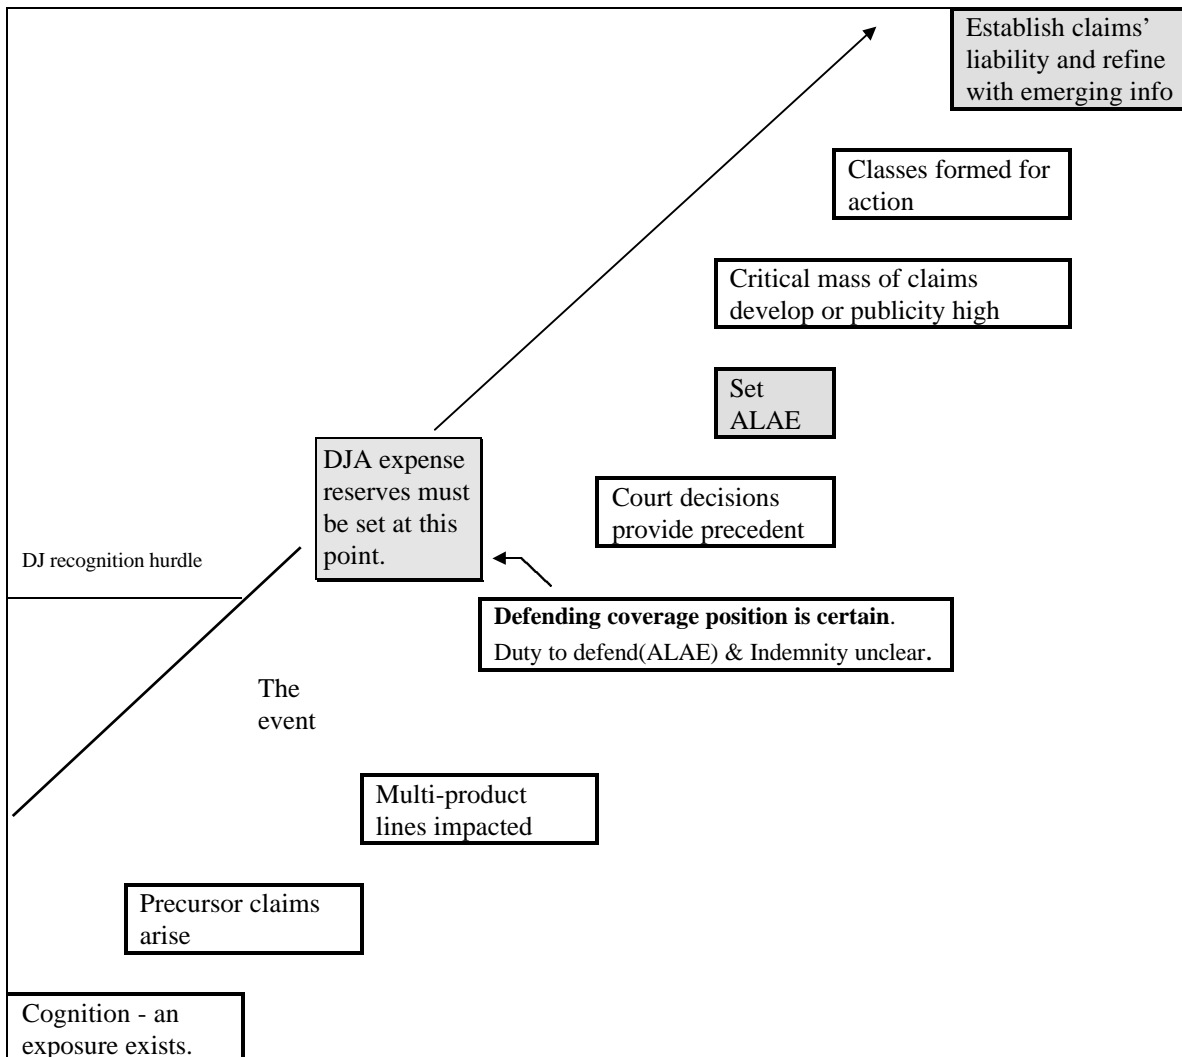 Establish claims’
liability and refine
with emerging info
Classes formed for
action
Critical mass of claims
develop or publicity high
Set
ALAE
DJA expense
reserves must
be set at this
point.
Court decisions
provide precedent
DJ recognition hurdle
Defending coverage position is certain.
Duty to defend(ALAE) & Indemnity unclear.
The
event
Multi-product
lines impacted
Precursor claims
arise
Cognition - an
exposure exists.